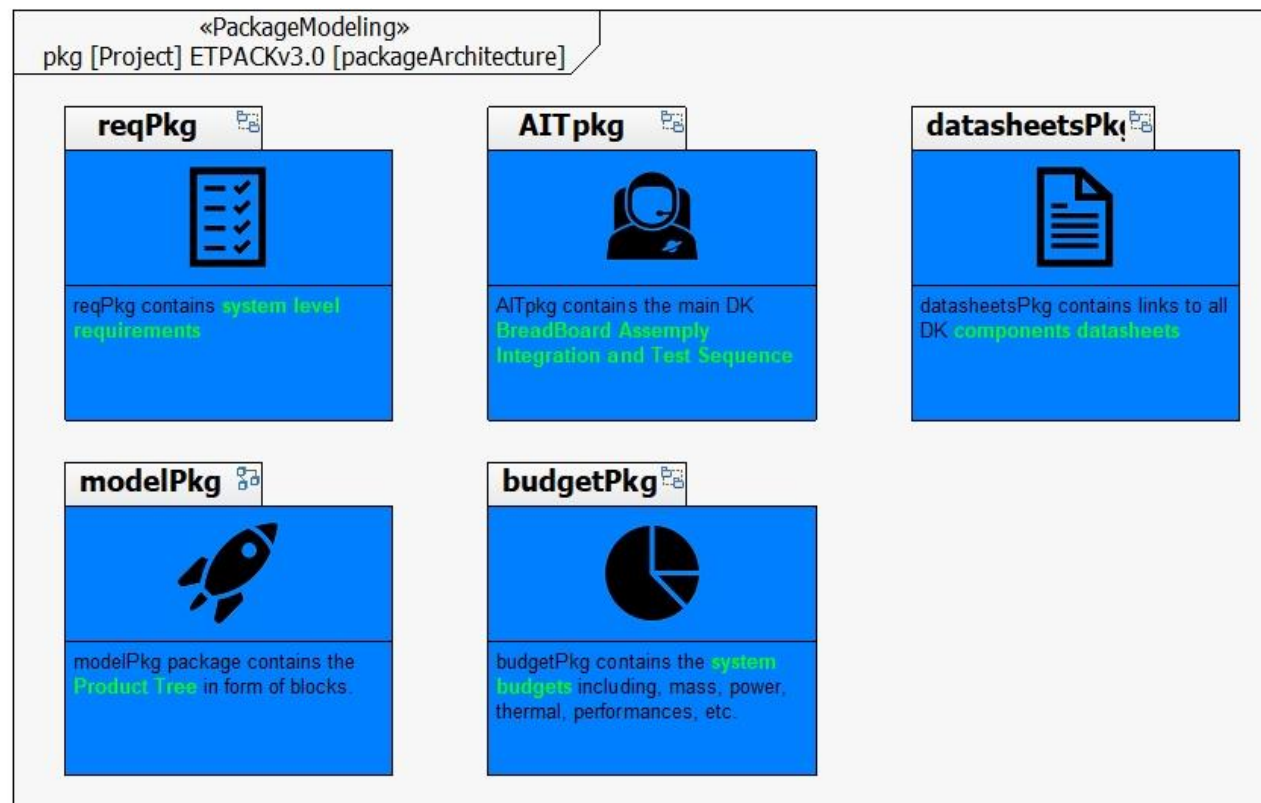 «PackageModeling»
pkg [Project] ETPACKv3.0 [packageArchitecture]
reqPkg
reqPkg contains system level
requirements
AITpkg
AITpkg contains the main DK
BreadBoard Assemply
Integration and Test Sequence
datasheetsPkg
datasheetsPkg contains links to all
DK components datasheets
modelPkg
modelPkg package contains the
Product Tree in form of blocks.
budgetPkg
budgetPkg contains the system
budgets including, mass, power,
thermal, performances, etc.